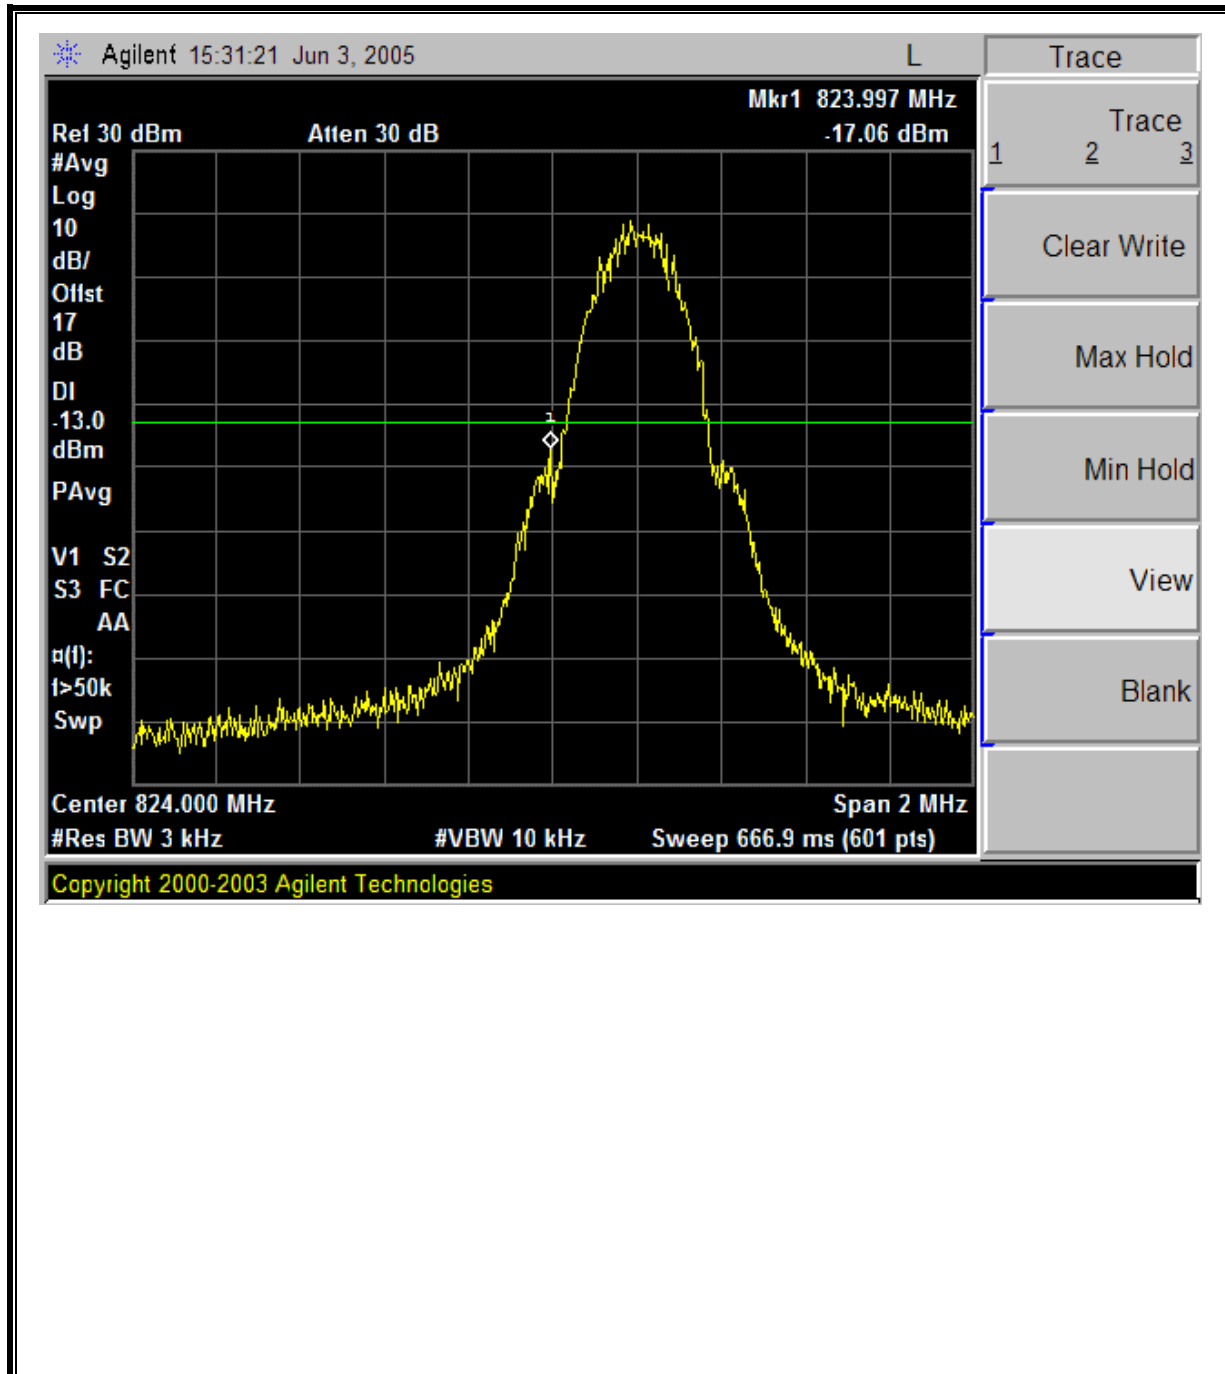 Agilent 15:31:21 Jun 3, 2005 L
Mkr1 823.997 MHz
Ref 30 dBm Atten 30 dB -17.06 dBm
#Avg
Log
10
dB/
Offst
17
dB
DI
-13.0
dBm
PAvg
V1 S2
S3 FC
AA
¤(f):
f>50k
Swp
1
Center 824.000 MHz Span 2 MHz
#Res BW 3 kHz #VBW 10 kHz Sweep 666.9 ms (601 pts)
Copyright 2000-2003 Agilent Technologies
Trace
Trace
1 2 3
Clear Write
Max Hold
Min Hold
View
Blank